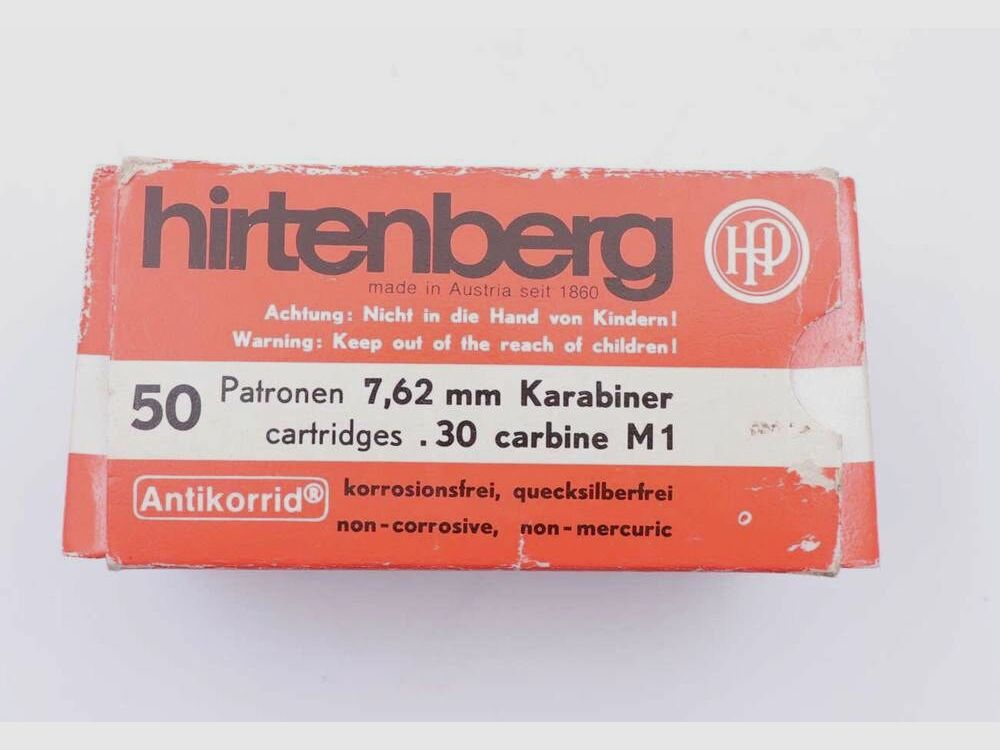 hirtenberg
HP
made in Austria seit 1860
Achtung: Nicht in die Hand von Kindern!
Warning: Keep out of the reach of children!
50 Patronen 7,62 mm Karabiner
cartridges .30 carbine M1
Antikorrid® korrosionsfrei, quecksilberfrei
non-corrosive, non-mercuric